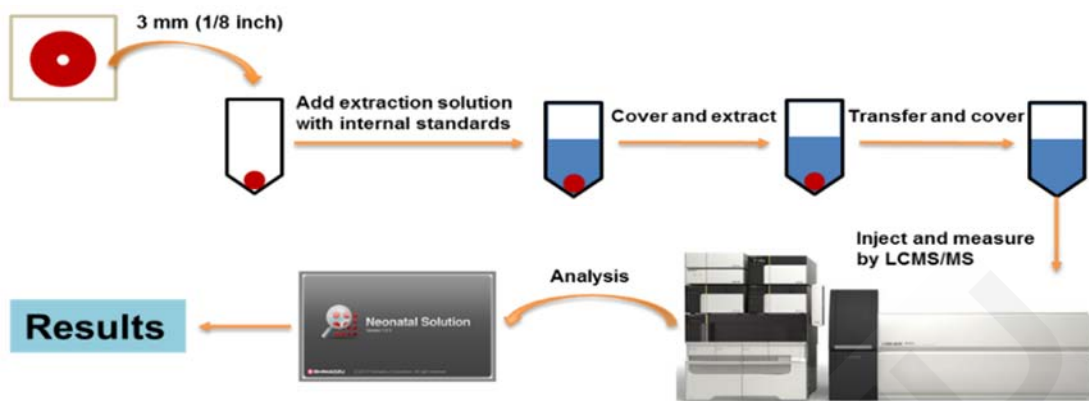 3 mm (1/8 inch)
Add extraction solution
with internal standards
Cover and extract
Transfer and cover
Inject and measure
by LCMS/MS
Analysis
Neonatal Solution
SHIMADZU
Results